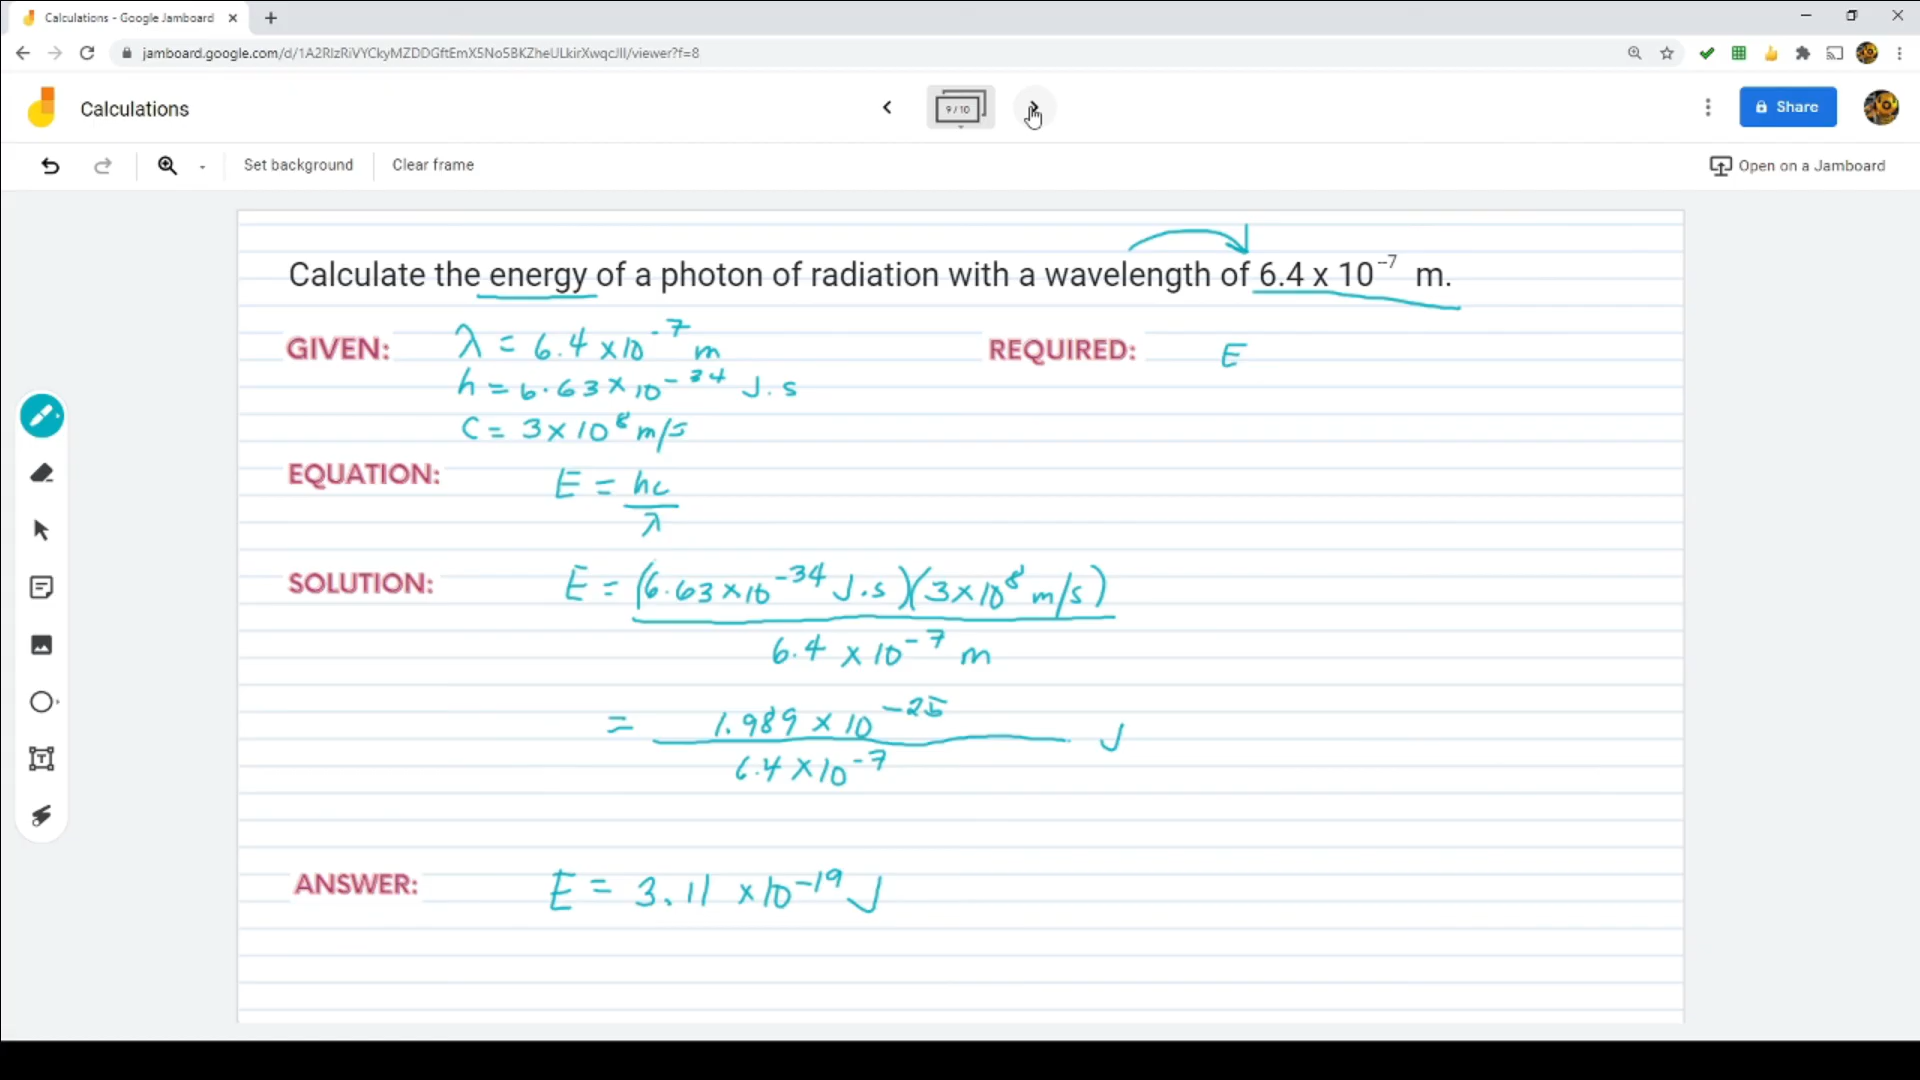 Calculations - Google Jamboard
jamboard.google.com/d/1A2RIzRiVYCkyMZDDGftEmX5No5BKZheULkirXwqcJII/viewer?f=8
Calculations
9 / 10
Share
Set background
Clear frame
Open on a Jamboard
Calculate the energy of a photon of radiation with a wavelength of 6.4 x 10⁻⁷ m.
GIVEN: λ = 6.4 ×10⁻⁷ m
REQUIRED: E
h = 6.63 × 10⁻³⁴ J.s
C = 3 × 10⁸ m/s
EQUATION: E = hc
λ
SOLUTION: E = (6.63 ×10⁻³⁴ J.s)(3 ×10⁸ m/s)
6.4 × 10⁻⁷ m
= 1.989 × 10⁻²⁵ J
6.4 ×10⁻⁷
ANSWER: E = 3.11 ×10⁻¹⁹ J